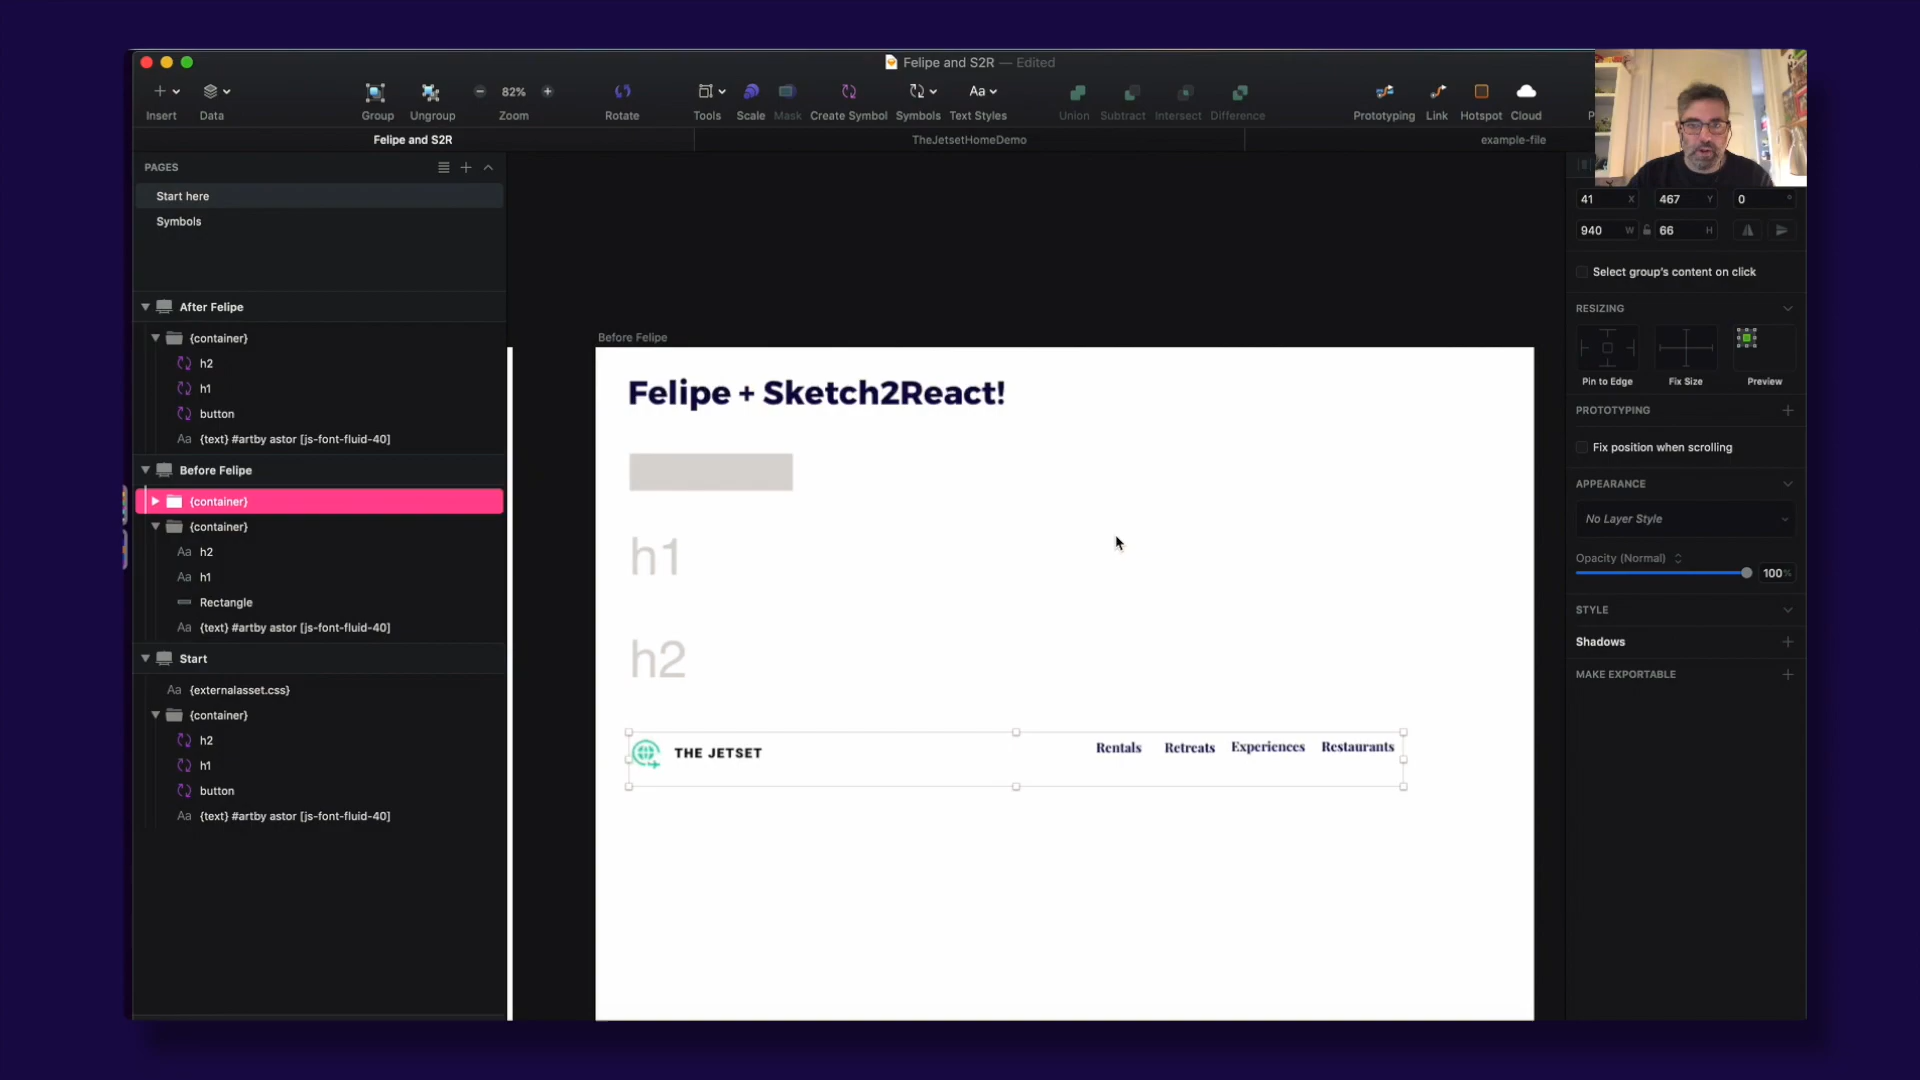 Felipe and S2R — Edited
Insert
Data
Group
Ungroup
82%
Zoom
Rotate
Tools
Scale
Mask
Create Symbol
Symbols
Aa
Text Styles
Union
Subtract
Intersect
Difference
Prototyping
Link
Hotspot
Cloud
P
Felipe and S2R
TheJetsetHomeDemo
example-file
PAGES
Start here
Symbols
After Felipe
{container}
h2
h1
button
Aa {text} #artby astor [js-font-fluid-40]
Before Felipe
{container}
{container}
Aa h2
Aa h1
Rectangle
Aa {text} #artby astor [js-font-fluid-40]
Start
Aa {externalasset.css}
{container}
h2
h1
button
Aa {text} #artby astor [js-font-fluid-40]
Before Felipe
Felipe + Sketch2React!
h1
h2
THE JETSET
Rentals Retreats Experiences Restaurants
41 X 467 Y 0 °
940 W 66 H
Select group's content on click
RESIZING
Pin to Edge
Fix Size
Preview
PROTOTYPING
Fix position when scrolling
APPEARANCE
No Layer Style
Opacity (Normal)
100%
STYLE
Shadows
MAKE EXPORTABLE